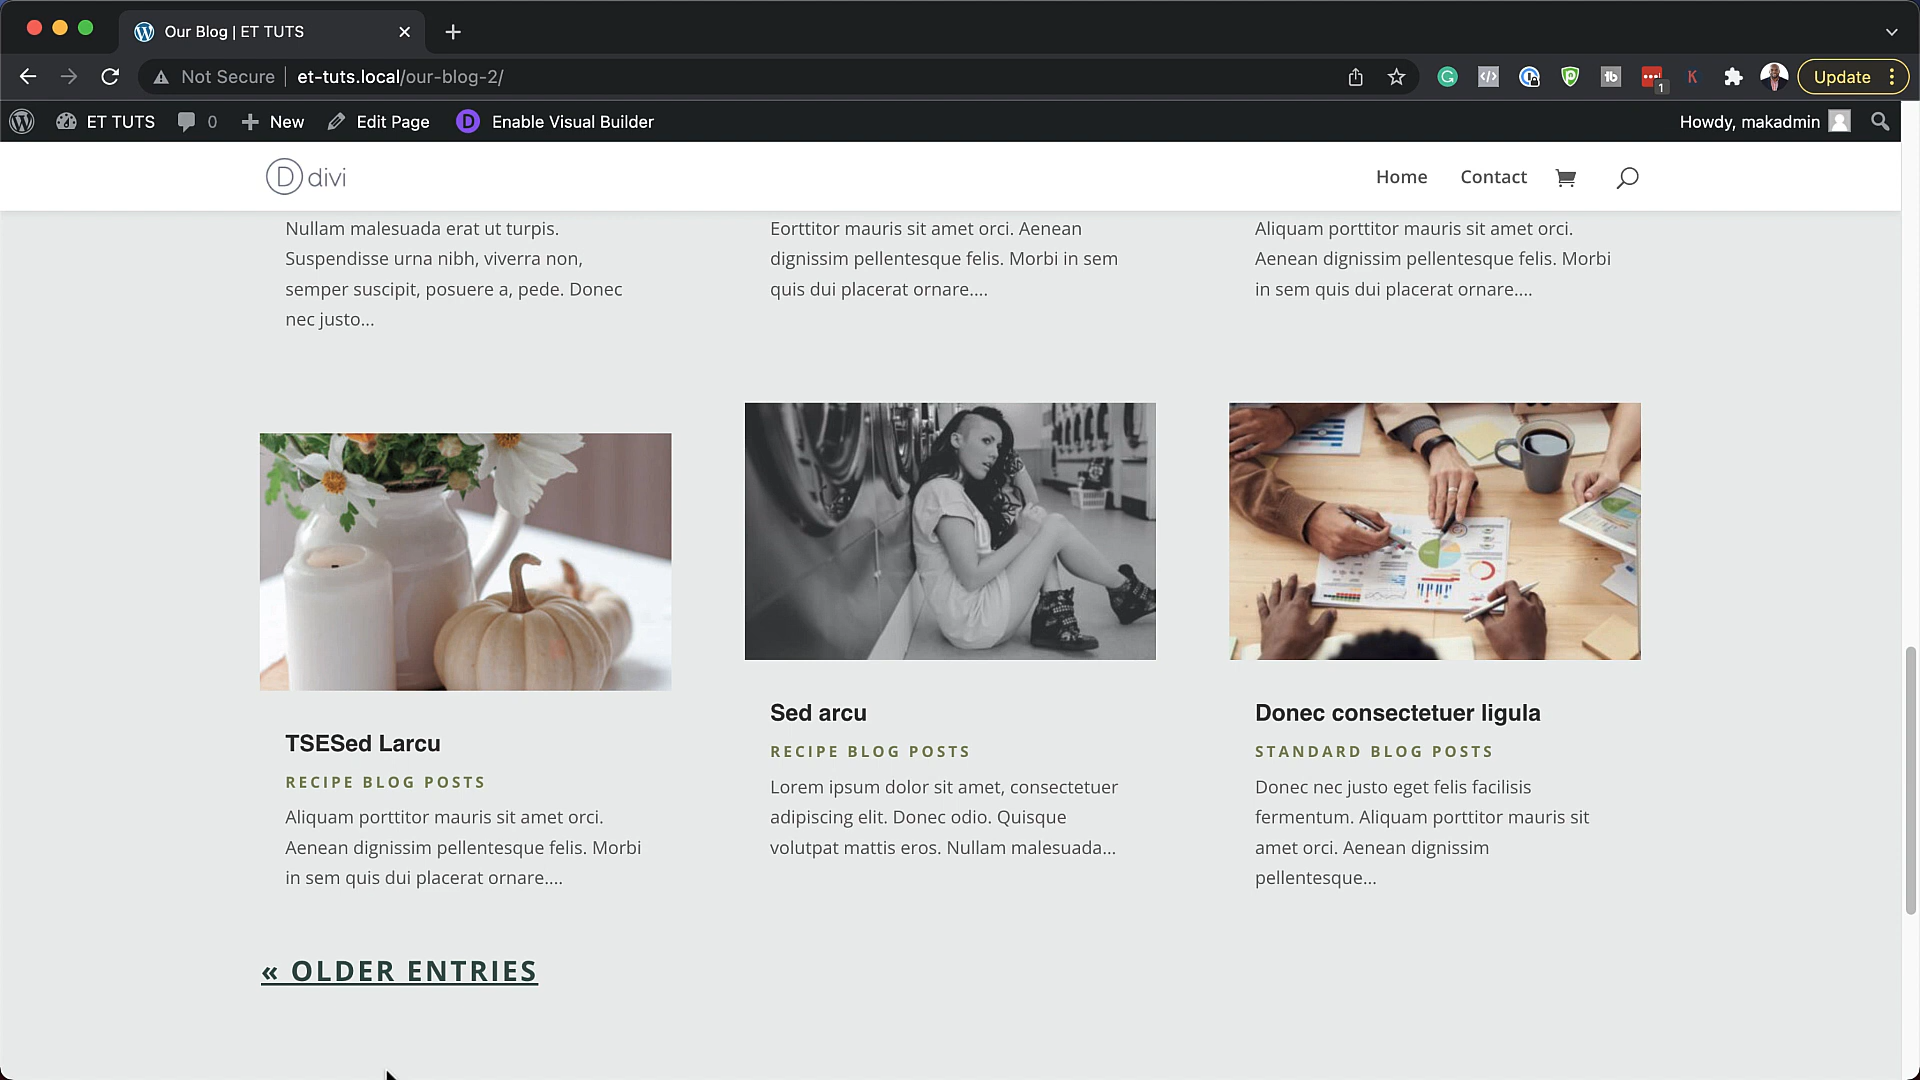 Our Blog | ET TUTS
Not Secure
et-tuts.local/our-blog-2/
Update
1
ET TUTS
0
New
Edit Page
D
Enable Visual Builder
Howdy, makadmin
D divi
Home
Contact
Nullam malesuada erat ut turpis.
Suspendisse urna nibh, viverra non,
semper suscipit, posuere a, pede. Donec
nec justo...
Eorttitor mauris sit amet orci. Aenean
dignissim pellentesque felis. Morbi in sem
quis dui placerat ornare....
Aliquam porttitor mauris sit amet orci.
Aenean dignissim pellentesque felis. Morbi
in sem quis dui placerat ornare....
TSESed Larcu
RECIPE BLOG POSTS
Aliquam porttitor mauris sit amet orci.
Aenean dignissim pellentesque felis. Morbi
in sem quis dui placerat ornare....
Sed arcu
RECIPE BLOG POSTS
Lorem ipsum dolor sit amet, consectetuer
adipiscing elit. Donec odio. Quisque
volutpat mattis eros. Nullam malesuada...
Donec consectetuer ligula
STANDARD BLOG POSTS
Donec nec justo eget felis facilisis
fermentum. Aliquam porttitor mauris sit
amet orci. Aenean dignissim
pellentesque...
« OLDER ENTRIES